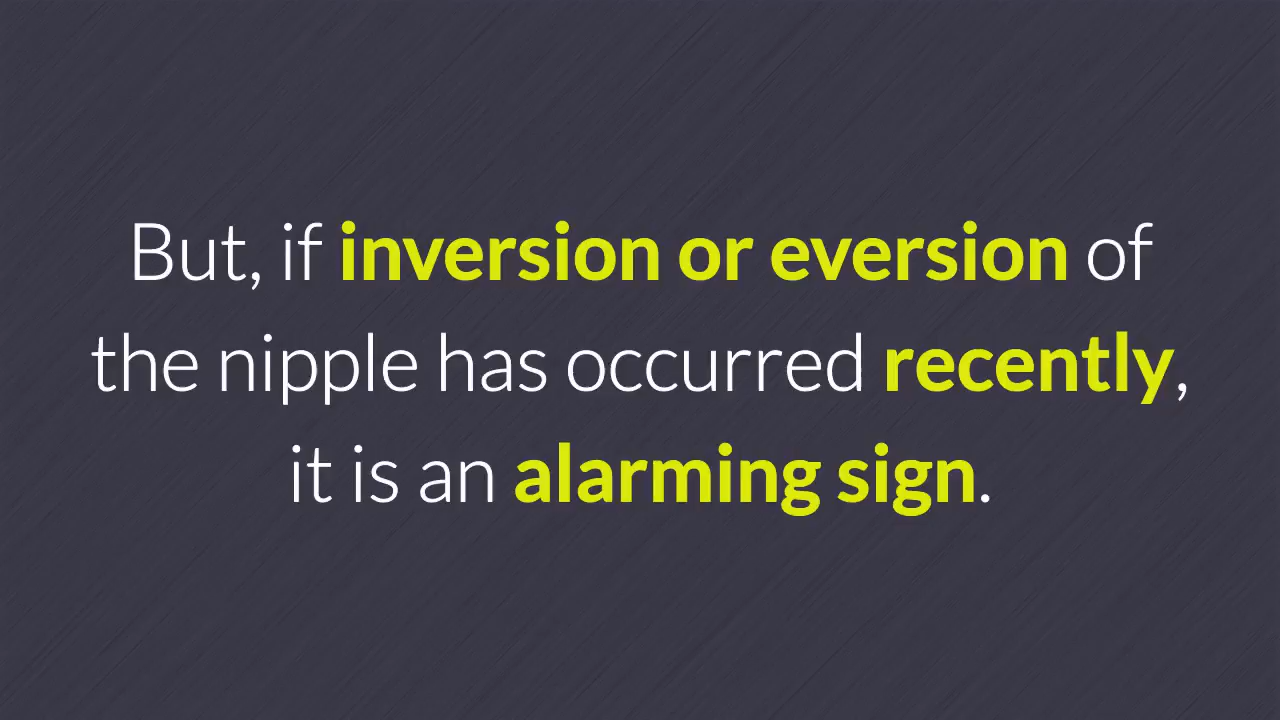 But, if inversion or eversion of
the nipple has occurred recently,
it is an alarming sign.